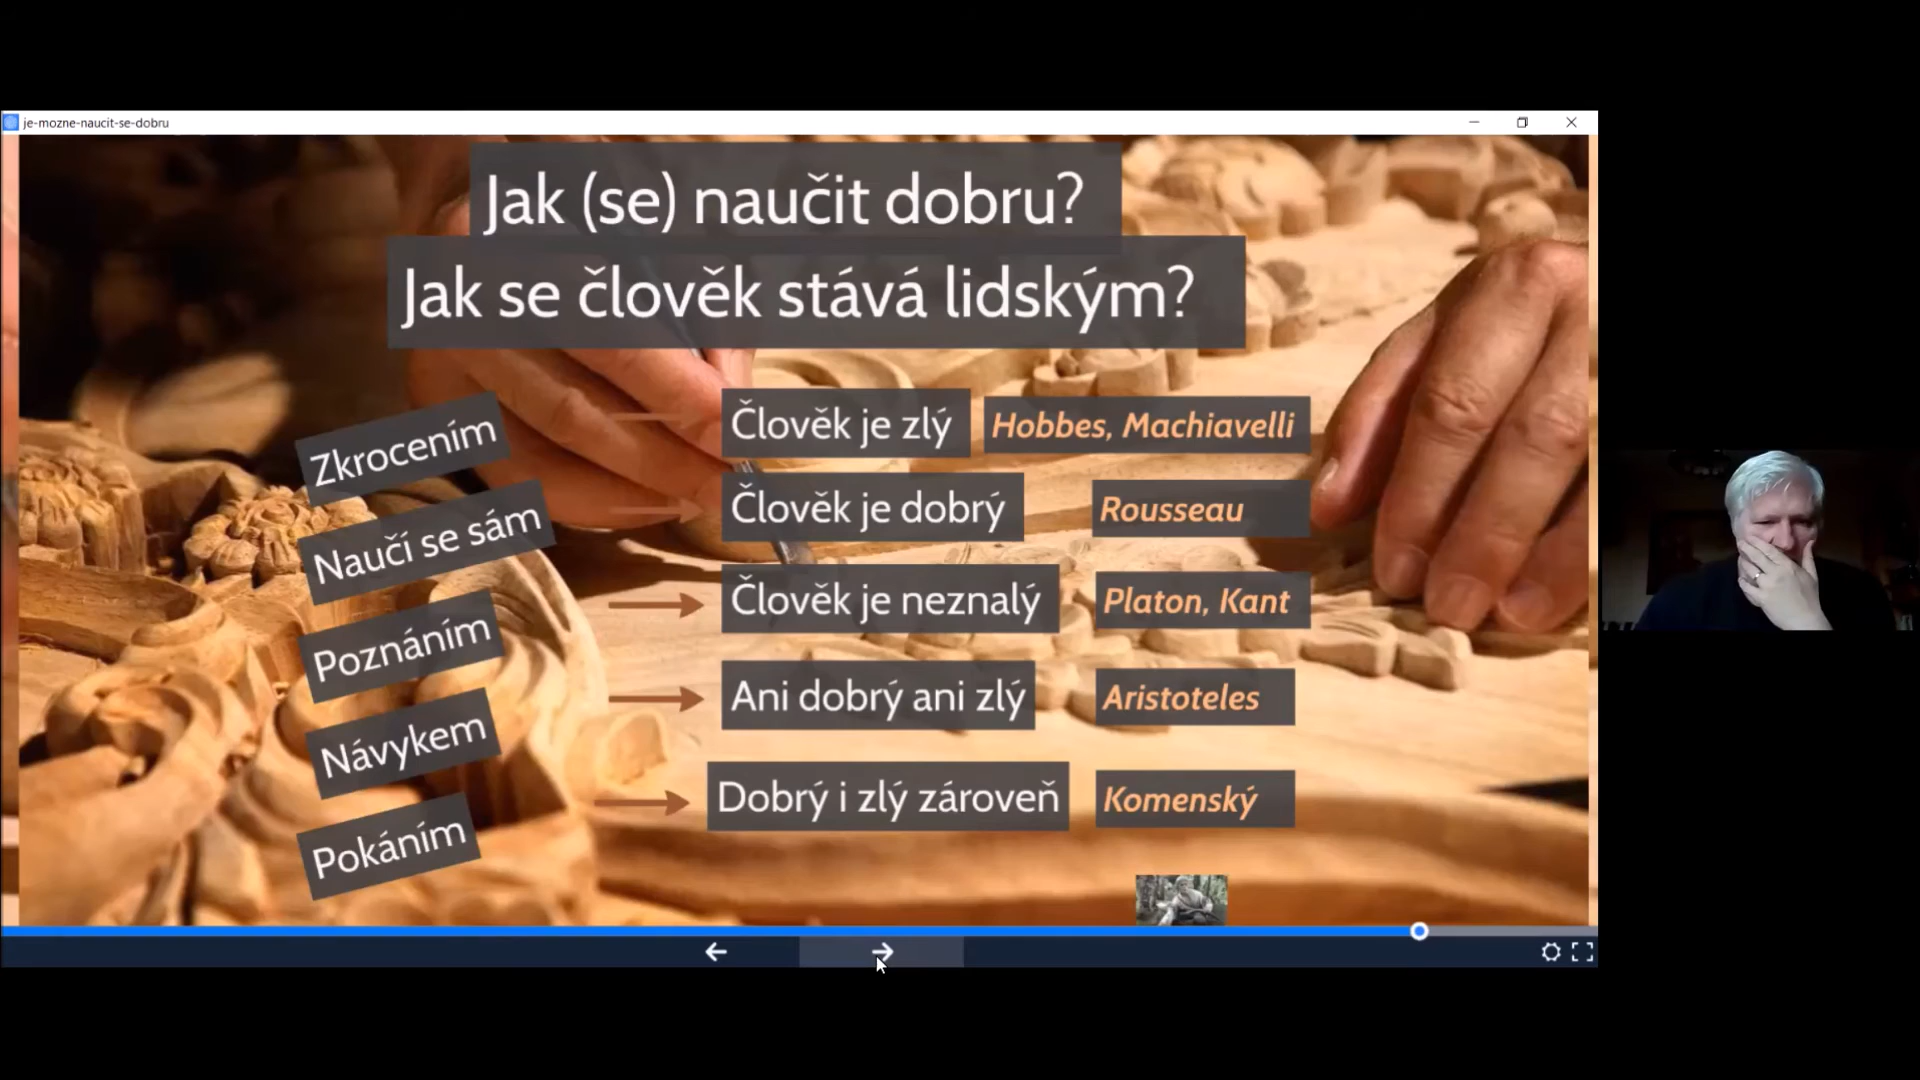 je-mozne-naucit-se-dobru
Jak (se) naučit dobru?
Jak se člověk stává lidským?
Zkrocením
Člověk je zlý
Hobbes, Machiavelli
Naučí se sám
Člověk je dobrý
Rousseau
Poznáním
Člověk je neznalý
Platon, Kant
Návykem
Ani dobrý ani zlý
Aristoteles
Pokáním
Dobrý i zlý zároveň
Komenský